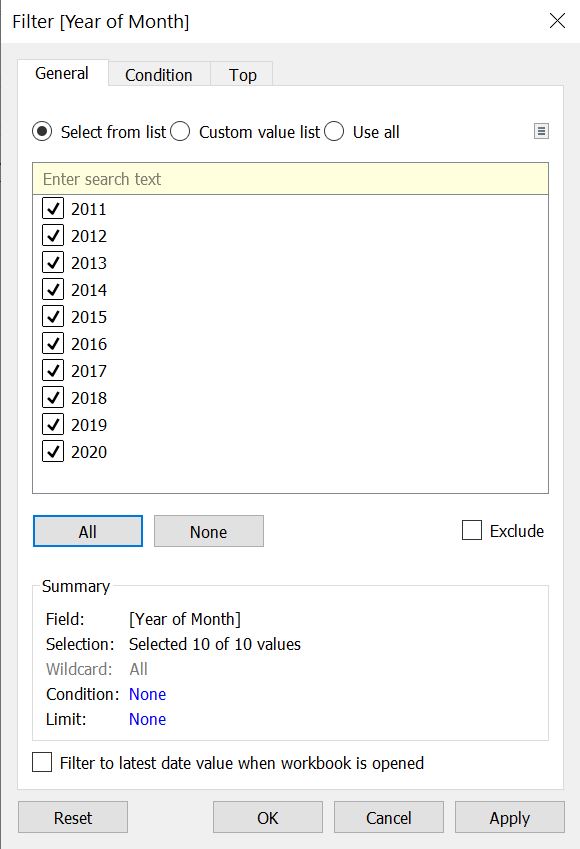 Filter [Year of Month]
General Condition Top
Select from list Custom value list Use all
Enter search text
2011
2012
2013
2014
2015
2016
2017
2018
2019
2020
All None Exclude
Summary
Field: [Year of Month]
Selection: Selected 10 of 10 values
Wildcard: All
Condition: None
Limit: None
Filter to latest date value when workbook is opened
Reset OK Cancel Apply